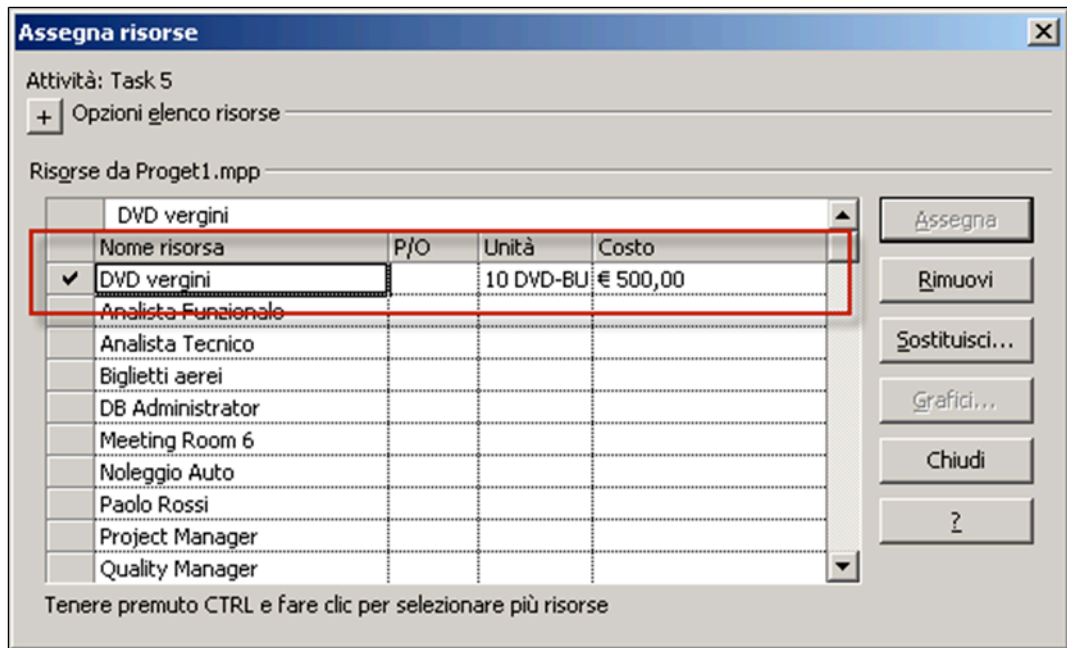 Assegna risorse
Attività: Task 5
+ Opzioni elenco risorse
Risorse da Proget1.mpp
DVD vergini
Nome risorsa P/O Unità Costo
✔ DVD vergini 10 DVD-BU € 500,00
Analista Funzionalo
Analista Tecnico
Biglietti aerei
DB Administrator
Meeting Room 6
Noleggio Auto
Paolo Rossi
Project Manager
Quality Manager
Assegna
Rimuovi
Sostituisci...
Grafici...
Chiudi
?
Tenere premuto CTRL e fare clic per selezionare più risorse